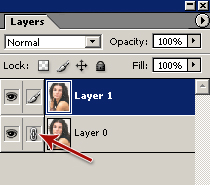 Layers
Normal Opacity: 100%
Lock: Fill: 100%
Layer 1
Layer 0